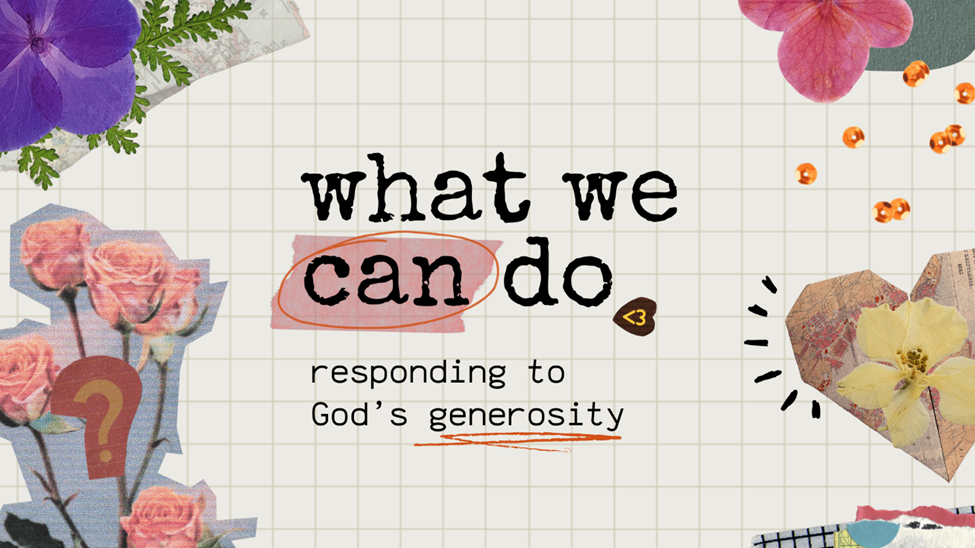 what we
can do
<3
responding to
God's generosity
?